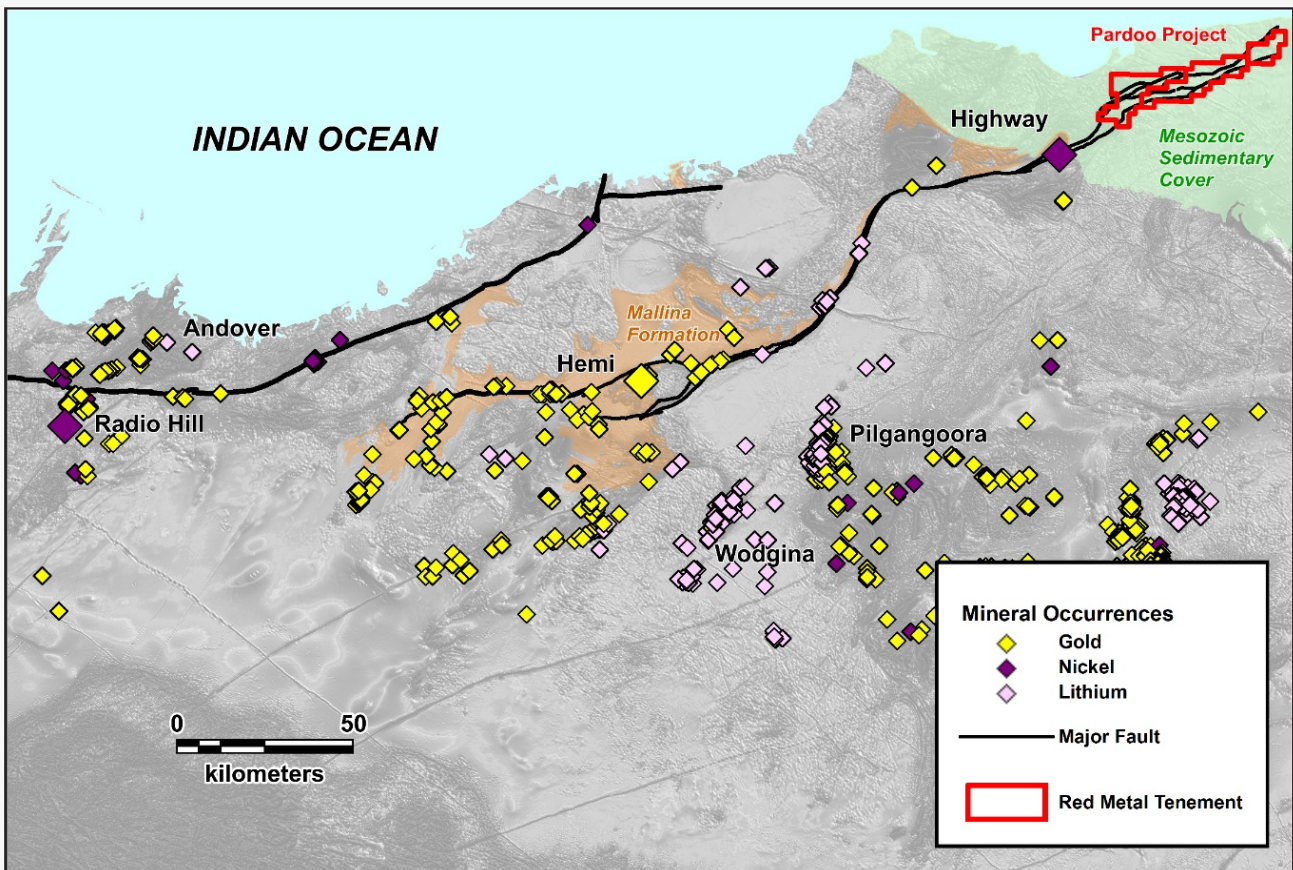 Pardoo Project
Highway
INDIAN OCEAN
Mesozoic
Sedimentary
Cover
Mallina
Formation
Andover
Hemi
Radio Hill
Pilgangoora
Wodgina
Mineral Occurrences
Gold
Nickel
Lithium
Major Fault
Red Metal Tenement
0 50
kilometers